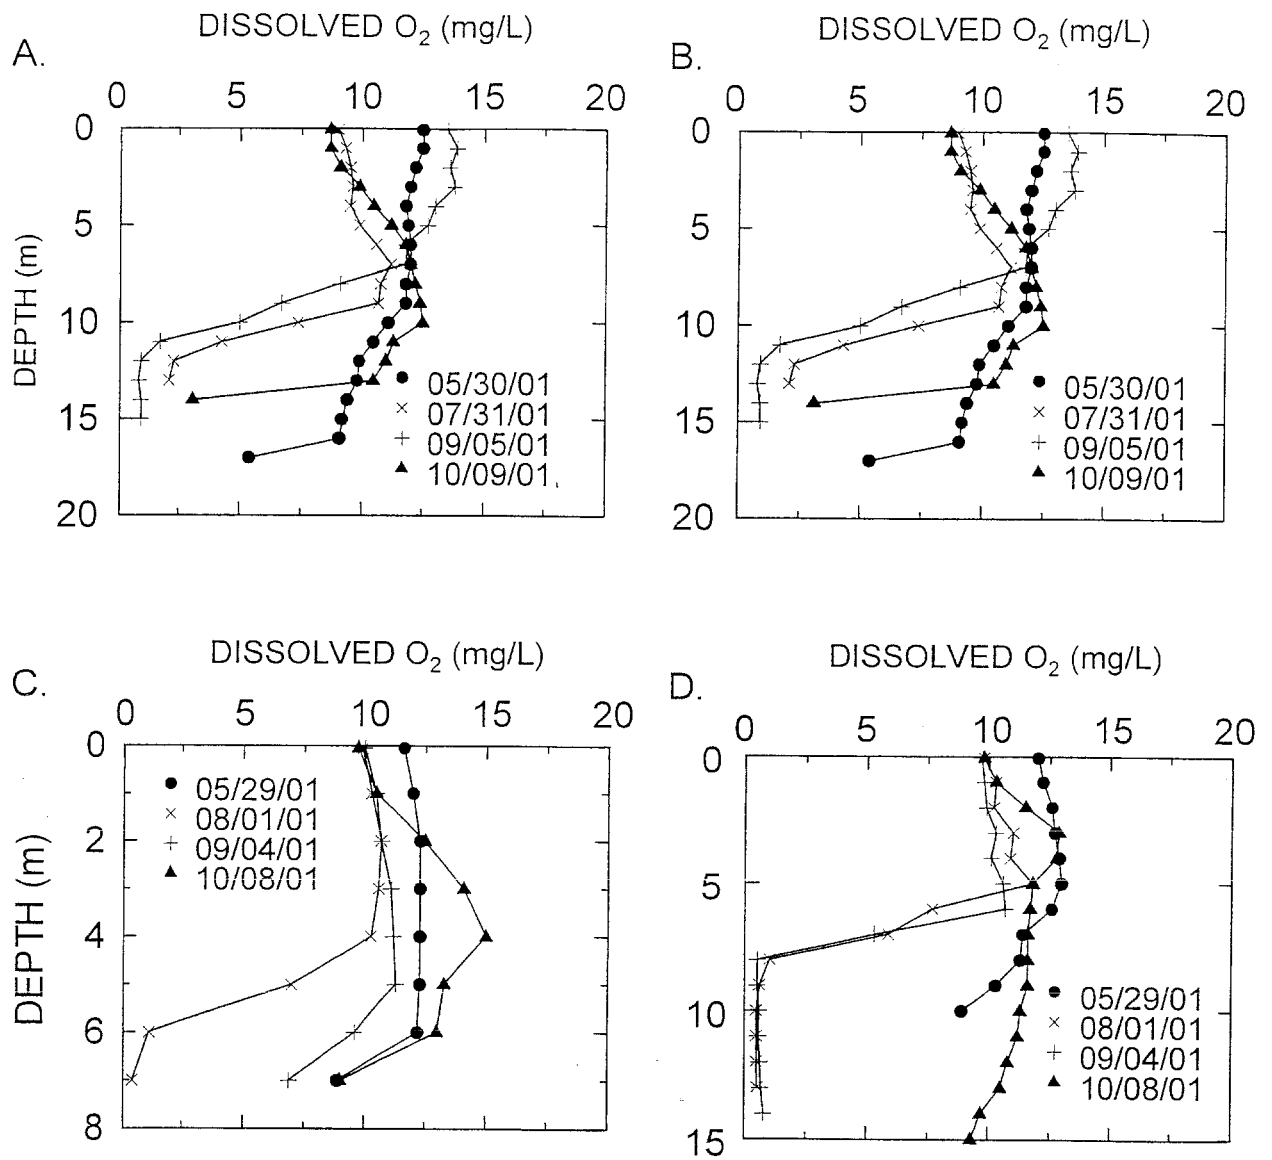 A.
DISSOLVED O2 (mg/L)
0 5 10 15 20
0
5
10
15
20
DEPTH (m)
05/30/01
07/31/01
09/05/01
10/09/01
B.
DISSOLVED O2 (mg/L)
0 5 10 15 20
0
5
10
15
20
05/30/01
07/31/01
09/05/01
10/09/01
C.
DISSOLVED O2 (mg/L)
0 5 10 15 20
0
2
4
6
8
DEPTH (m)
05/29/01
08/01/01
09/04/01
10/08/01
D.
DISSOLVED O2 (mg/L)
0 5 10 15 20
0
5
10
15
05/29/01
08/01/01
09/04/01
10/08/01